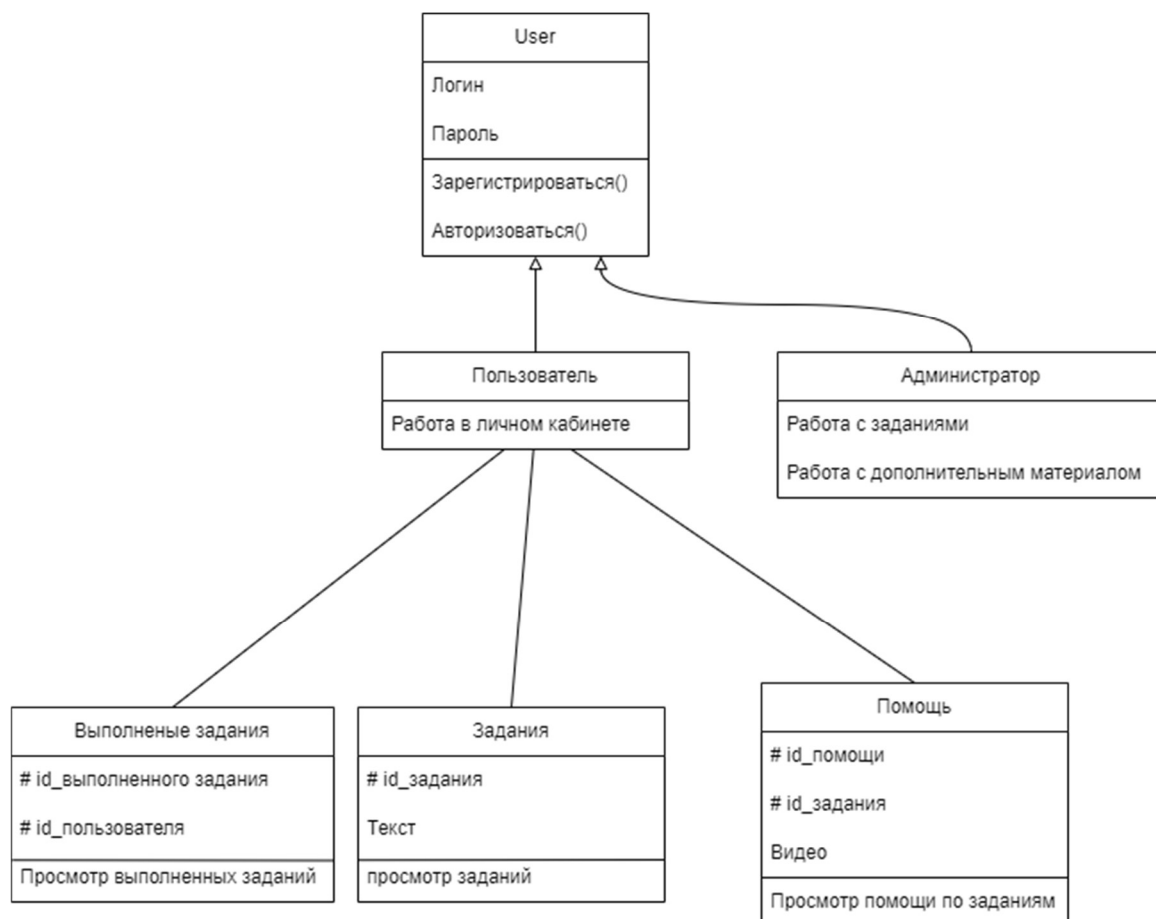 User
Логин
Пароль
Зарегистрироваться()
Авторизоваться()
Пользователь
Работа в личном кабинете
Администратор
Работа с заданиями
Работа с дополнительным материалом
Выполненые задания
# id_выполненного задания
# id_пользователя
Просмотр выполненных заданий
Задания
# id_задания
Текст
просмотр заданий
Помощь
# id_помощи
# id_задания
Видео
Просмотр помощи по заданиям